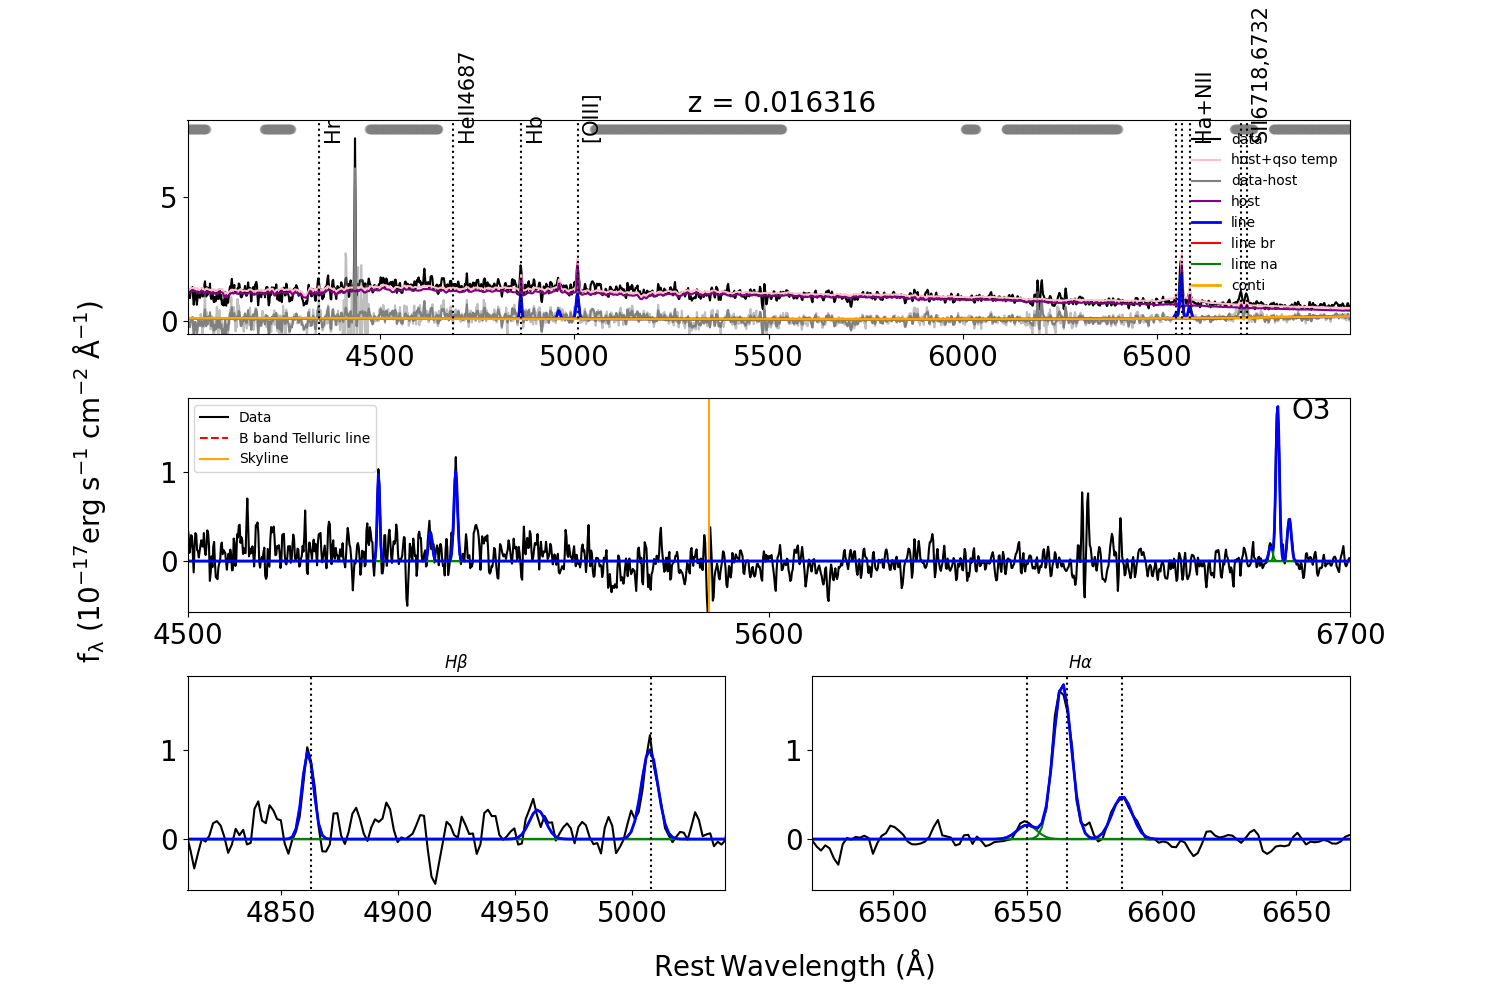 z = 0.016316
Hr
HeII4687
Hb
[OIII]
Ha+NII
SII6718,6732
data
host+qso temp
data-host
host
line
line br
line na
conti
5
0
4500
5000
5500
6000
6500
f_λ (10⁻¹⁷erg s⁻¹ cm⁻² Å⁻¹)
Data
B band Telluric line
Skyline
O3
1
0
4500
5600
6700
Hβ
1
0
4850
4900
4950
5000
Hα
1
0
6500
6550
6600
6650
Rest Wavelength (Å)